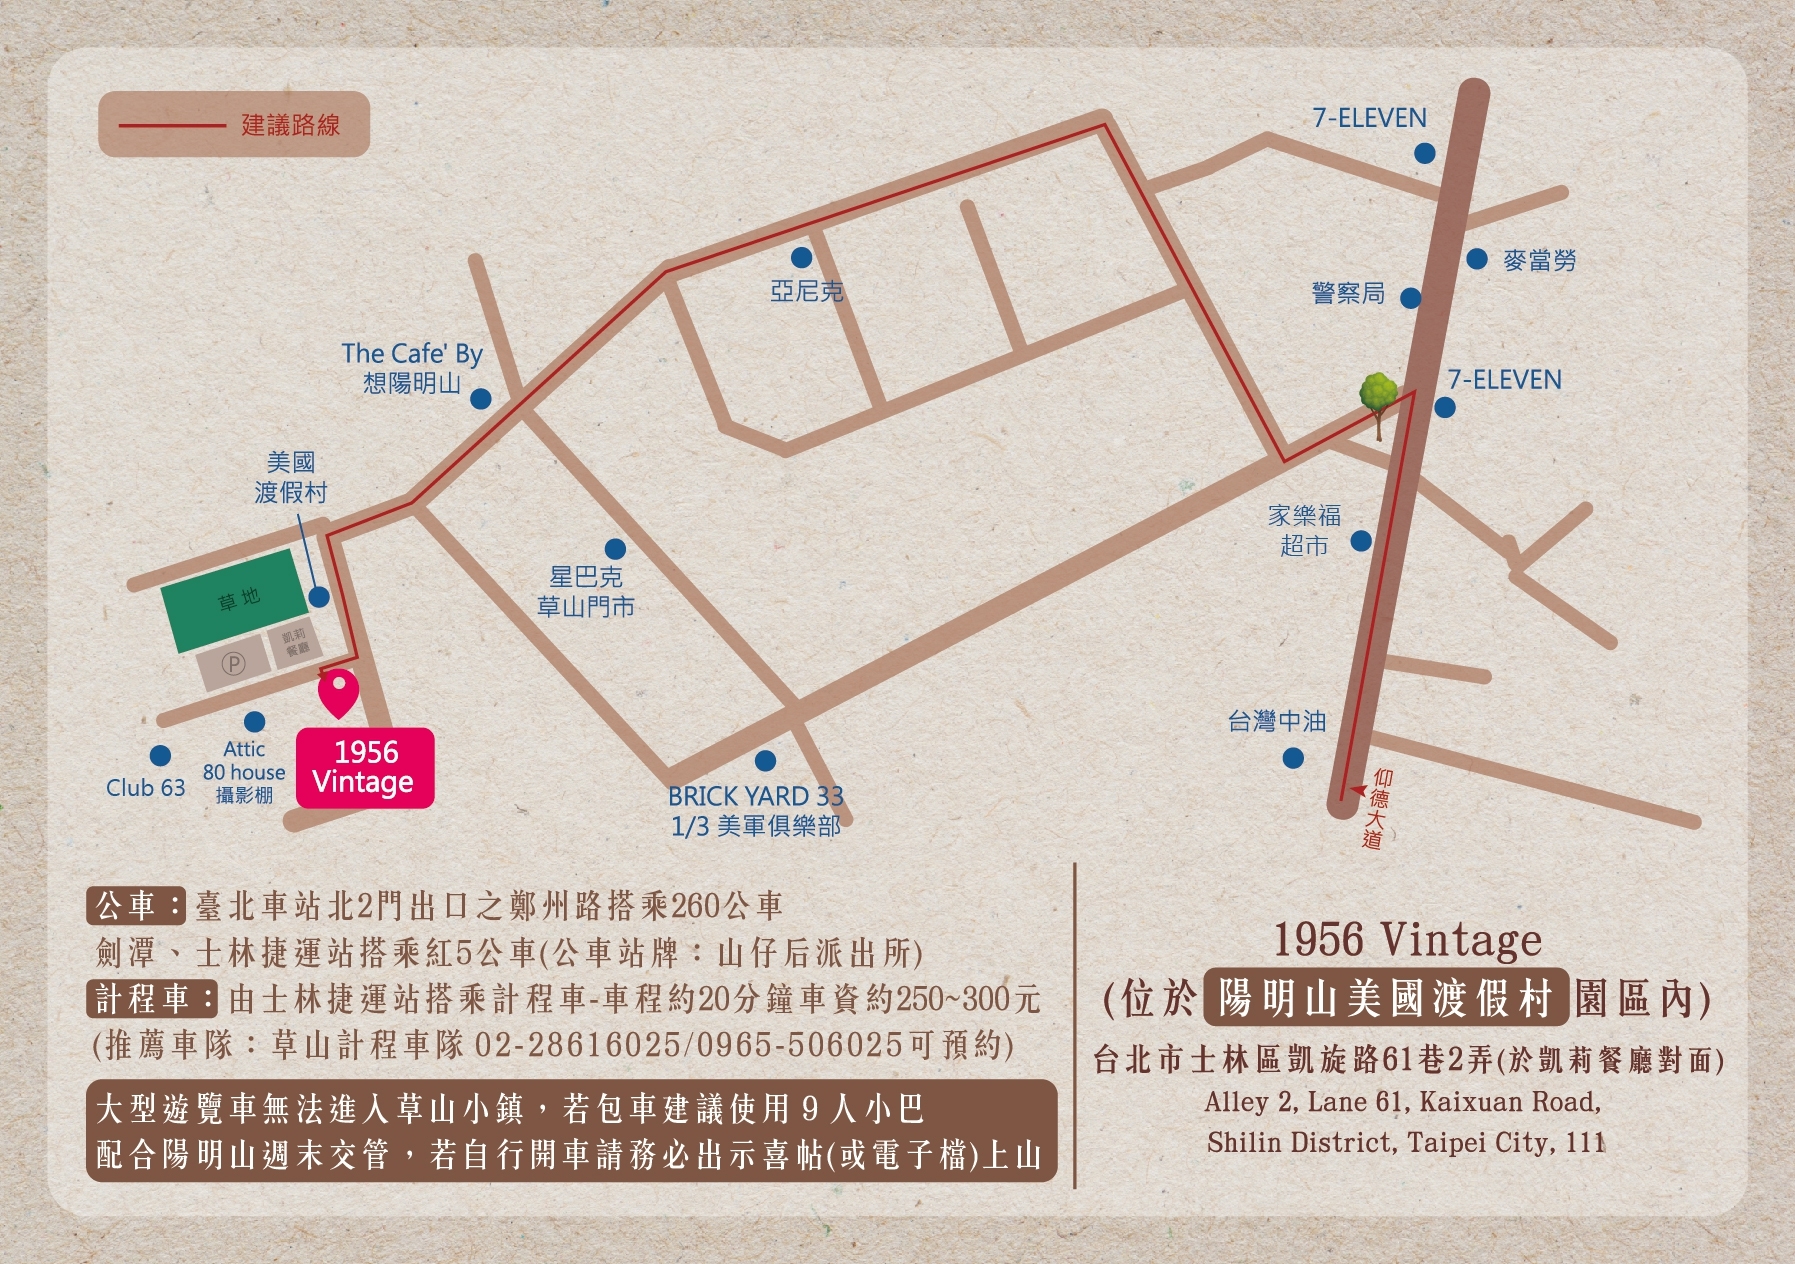 建議路線
7-ELEVEN
麥當勞
警察局
亞尼克
The Cafe' By
想陽明山
7-ELEVEN
美國
渡假村
家樂福
超市
星巴克
草山門市
草地
凱莉
餐廳
P
台灣中油
仰德大道
1956
Vintage
Attic
80 house
攝影棚
Club 63
BRICK YARD 33
1/3 美軍俱樂部
公車：臺北車站北2門出口之鄭州路搭乘260公車
劍潭、士林捷運站搭乘紅5公車(公車站牌：山仔后派出所)
計程車：由士林捷運站搭乘計程車-車程約20分鐘車資約250~300元
(推薦車隊：草山計程車隊 02-28616025/0965-506025可預約)
大型遊覽車無法進入草山小鎮，若包車建議使用 9 人小巴
配合陽明山週末交管，若自行開車請務必出示喜帖(或電子檔)上山
1956 Vintage
(位於 陽明山美國渡假村 園區內)
台北市士林區凱旋路61巷2弄(於凱莉餐廳對面)
Alley 2, Lane 61, Kaixuan Road,
Shilin District, Taipei City, 111